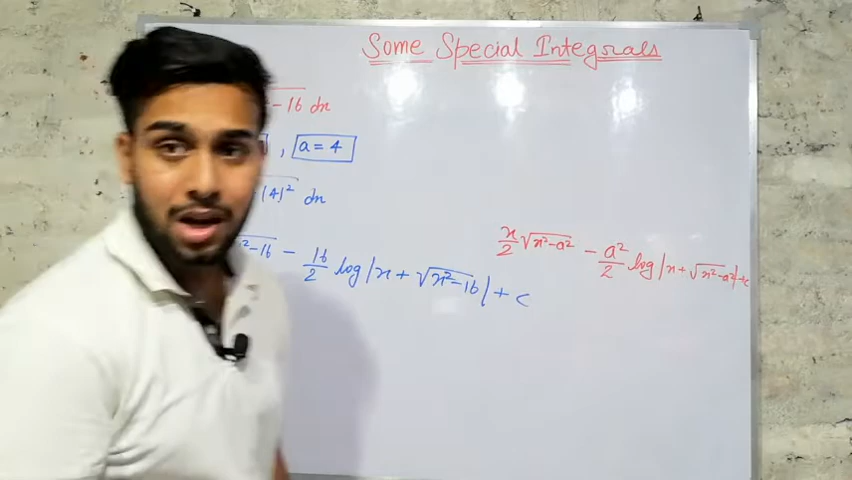 Some Special Integrals
- 16 dx
, a = 4
(4)² dx
x/2 √x²-a² - a²/2 log |x + √x²-a²| + c
²-16 - 16/2 log |x + √x²-16| + c